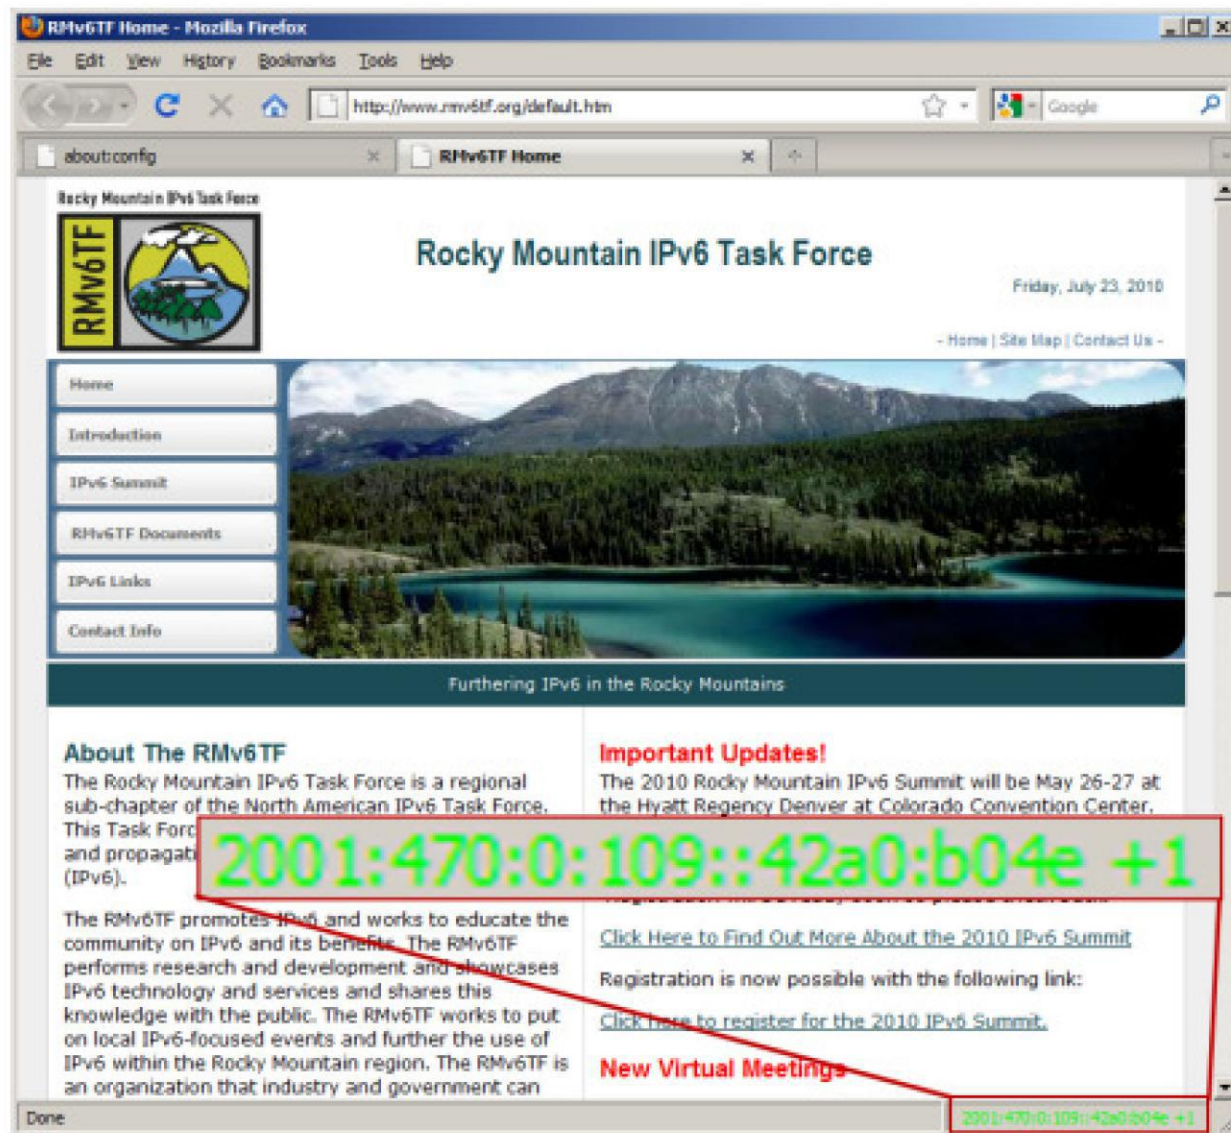 RMv6TF Home - Mozilla Firefox
File Edit View History Bookmarks Tools Help
http://www.rmv6tf.org/default.htm
Google
about:config
RMv6TF Home
Rocky Mountain IPv6 Task Force
RMv6TF
Rocky Mountain IPv6 Task Force
Friday, July 23, 2010
- Home | Site Map | Contact Us -
Home
Introduction
IPv6 Summit
RMv6TF Documents
IPv6 Links
Contact Info
Furthering IPv6 in the Rocky Mountains
About The RMv6TF
The Rocky Mountain IPv6 Task Force is a regional
sub-chapter of the North American IPv6 Task Force.
This Task Forc
and propagati
(IPv6).
The RMv6TF promotes IPv6 and works to educate the
community on IPv6 and its benefits. The RMv6TF
performs research and development and showcases
IPv6 technology and services and shares this
knowledge with the public. The RMv6TF works to put
on local IPv6-focused events and further the use of
IPv6 within the Rocky Mountain region. The RMv6TF is
an organization that industry and government can
Important Updates!
The 2010 Rocky Mountain IPv6 Summit will be May 26-27 at
the Hyatt Regency Denver at Colorado Convention Center.
2001:470:0:109::42a0:b04e +1
Click Here to Find Out More About the 2010 IPv6 Summit
Registration is now possible with the following link:
Click here to register for the 2010 IPv6 Summit.
New Virtual Meetings
Done
2001:470:0:109::42a0:b04e +1